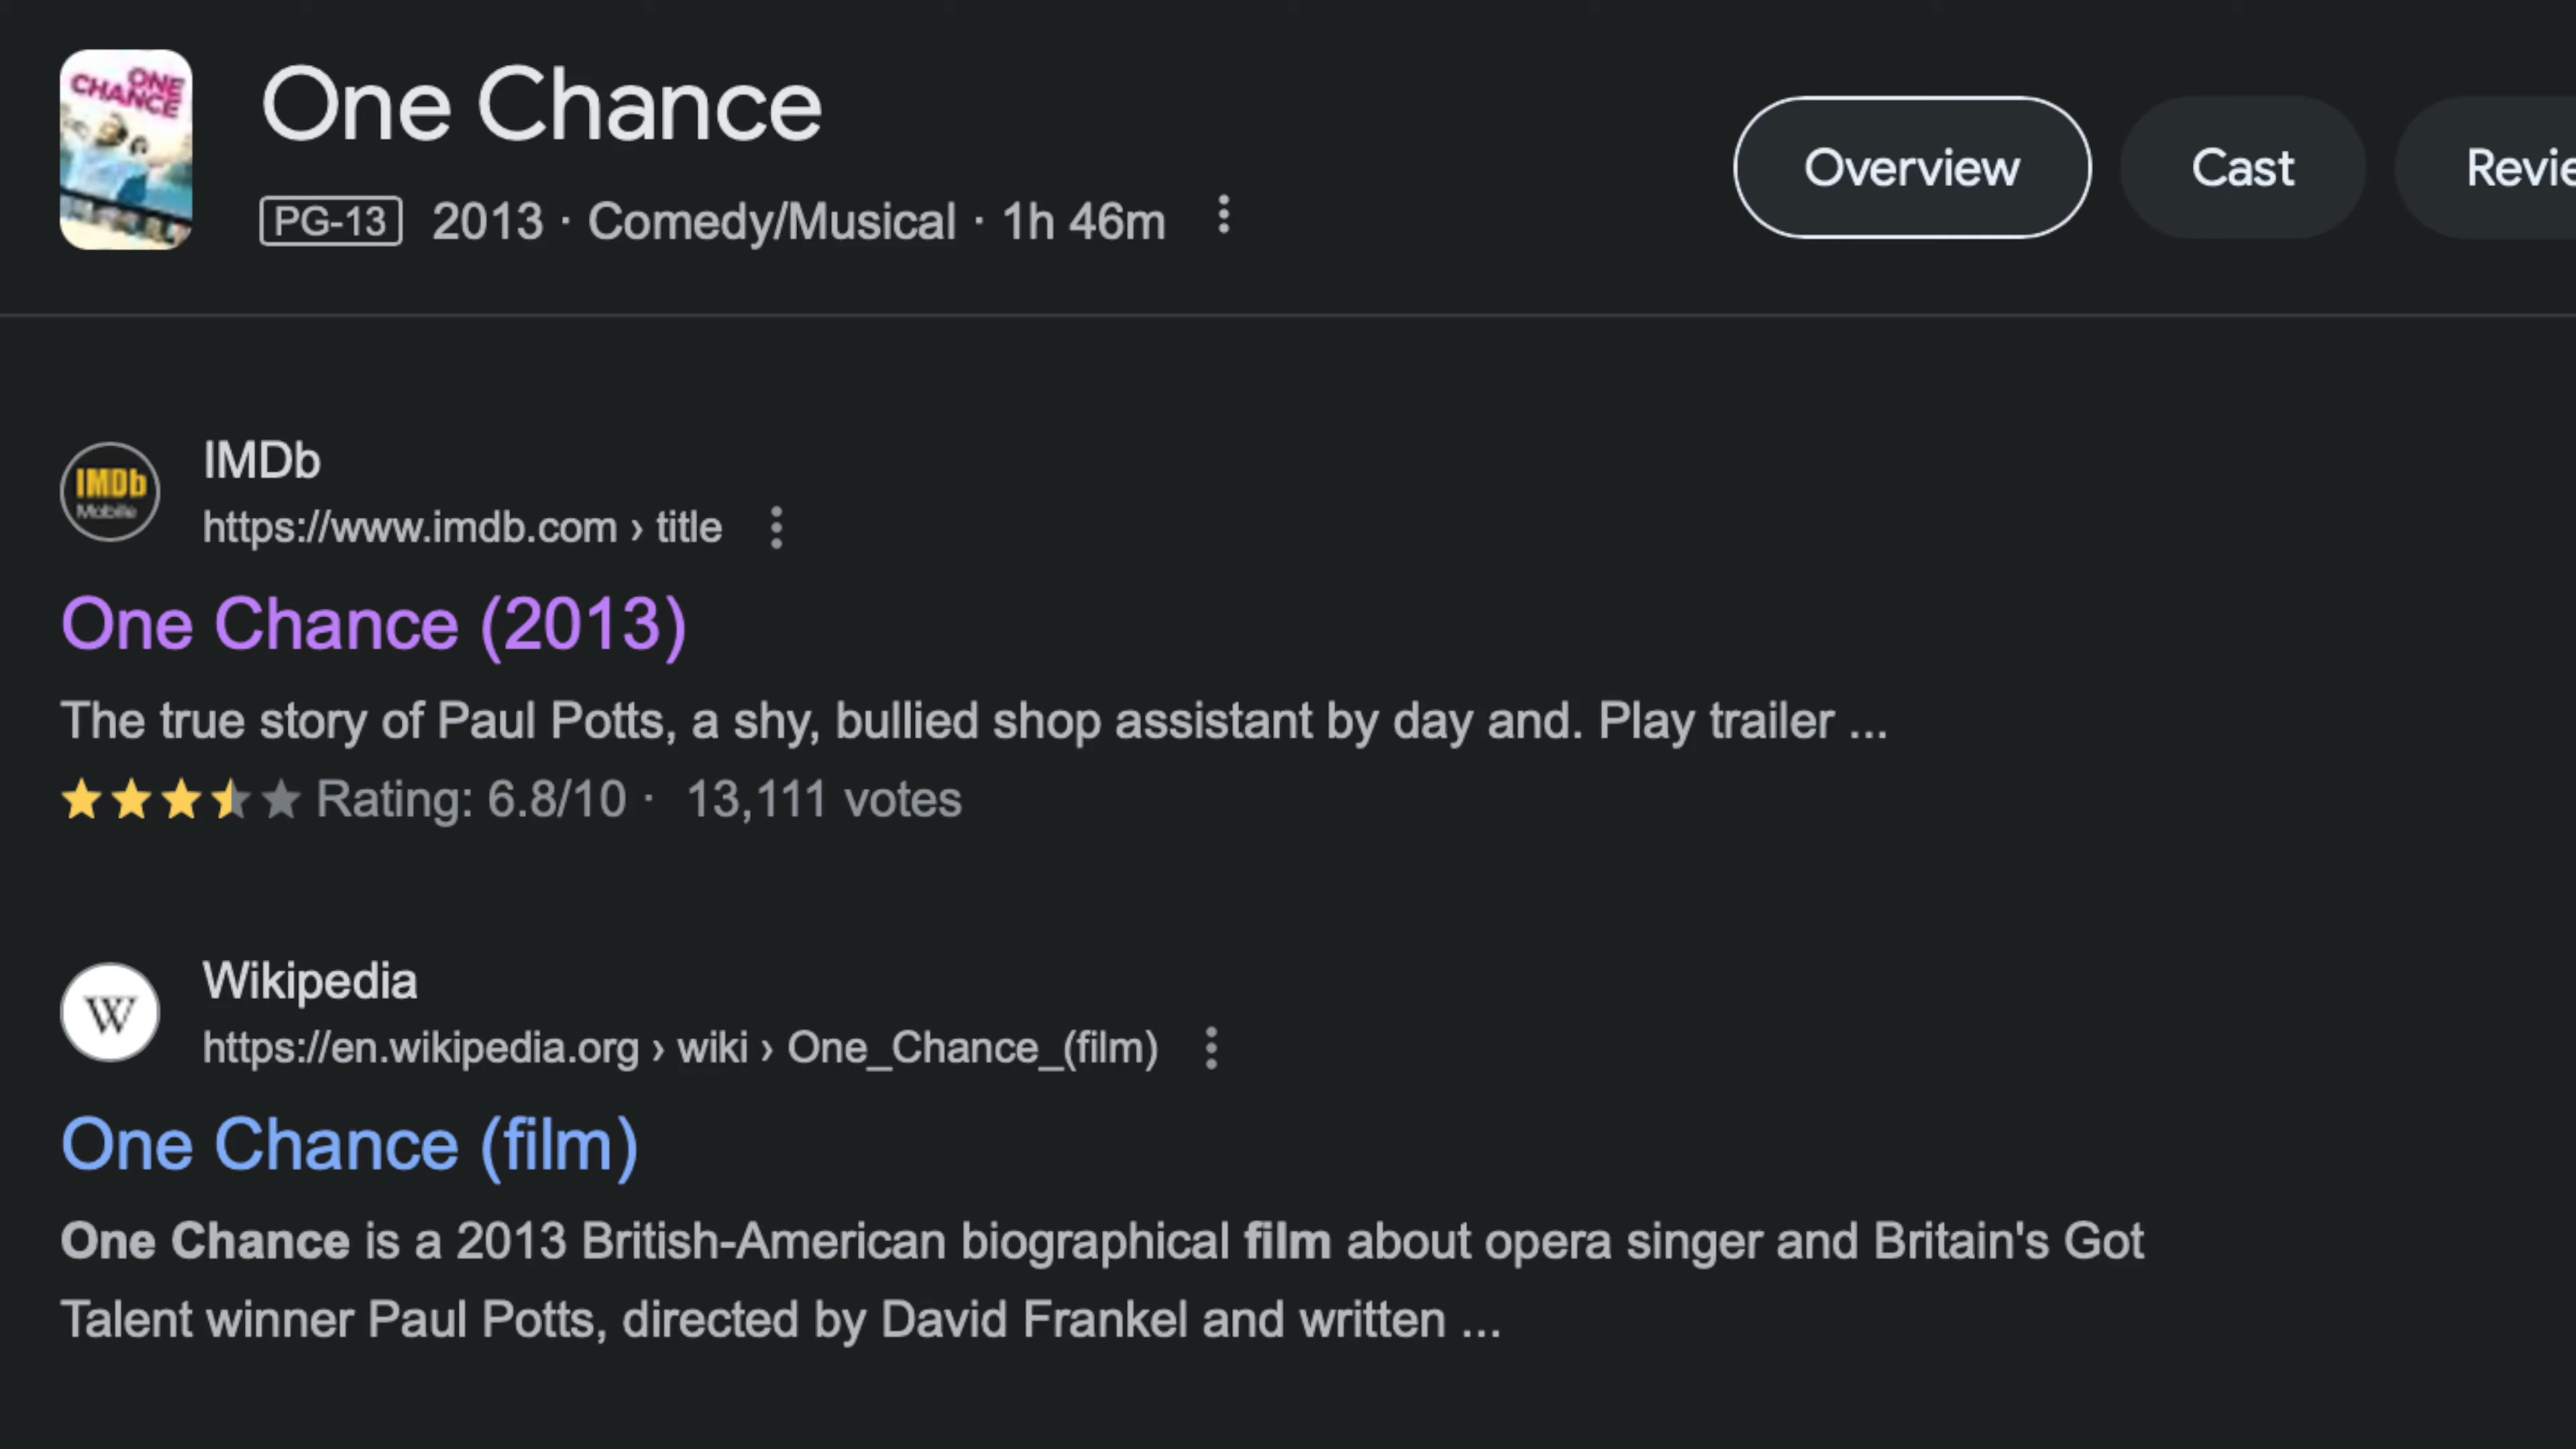 ONE
CHANCE
One Chance
PG-13 2013 · Comedy/Musical · 1h 46m
Overview
Cast
Revie
IMDb
IMDb
Mobile
https://www.imdb.com › title
One Chance (2013)
The true story of Paul Potts, a shy, bullied shop assistant by day and. Play trailer ...
Rating: 6.8/10 · 13,111 votes
W
Wikipedia
https://en.wikipedia.org › wiki › One_Chance_(film)
One Chance (film)
One Chance is a 2013 British-American biographical film about opera singer and Britain's Got
Talent winner Paul Potts, directed by David Frankel and written ...